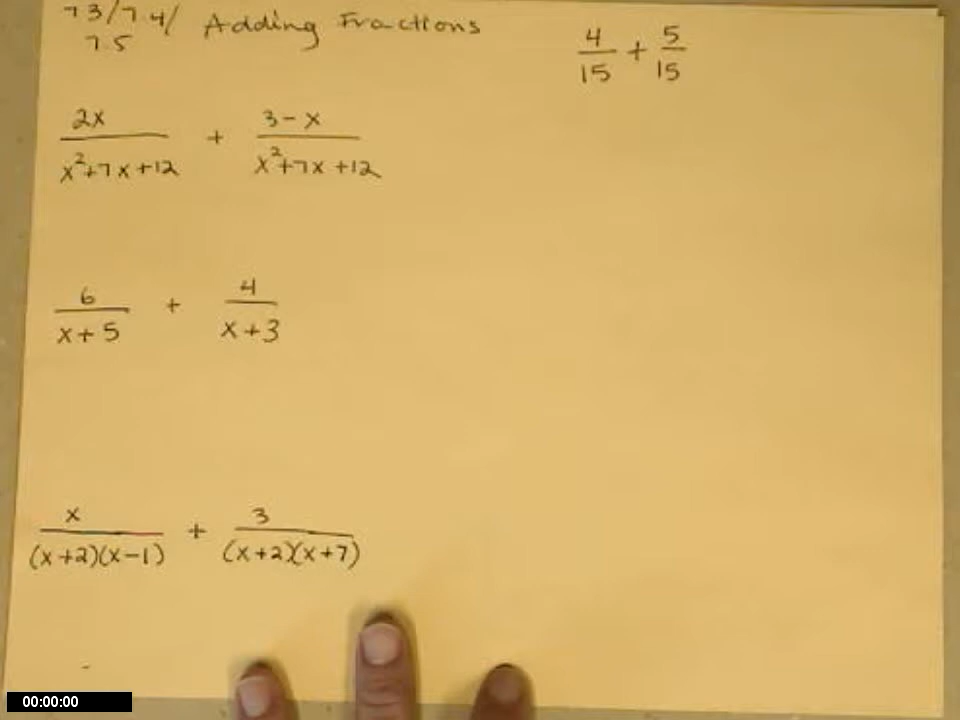 7.3/7.4/ Adding Fractions
7.5
4/15 + 5/15
2x/(x²+7x+12) + (3-x)/(x²+7x+12)
6/(x+5) + 4/(x+3)
x/((x+2)(x-1)) + 3/((x+2)(x+7))
00:00:00